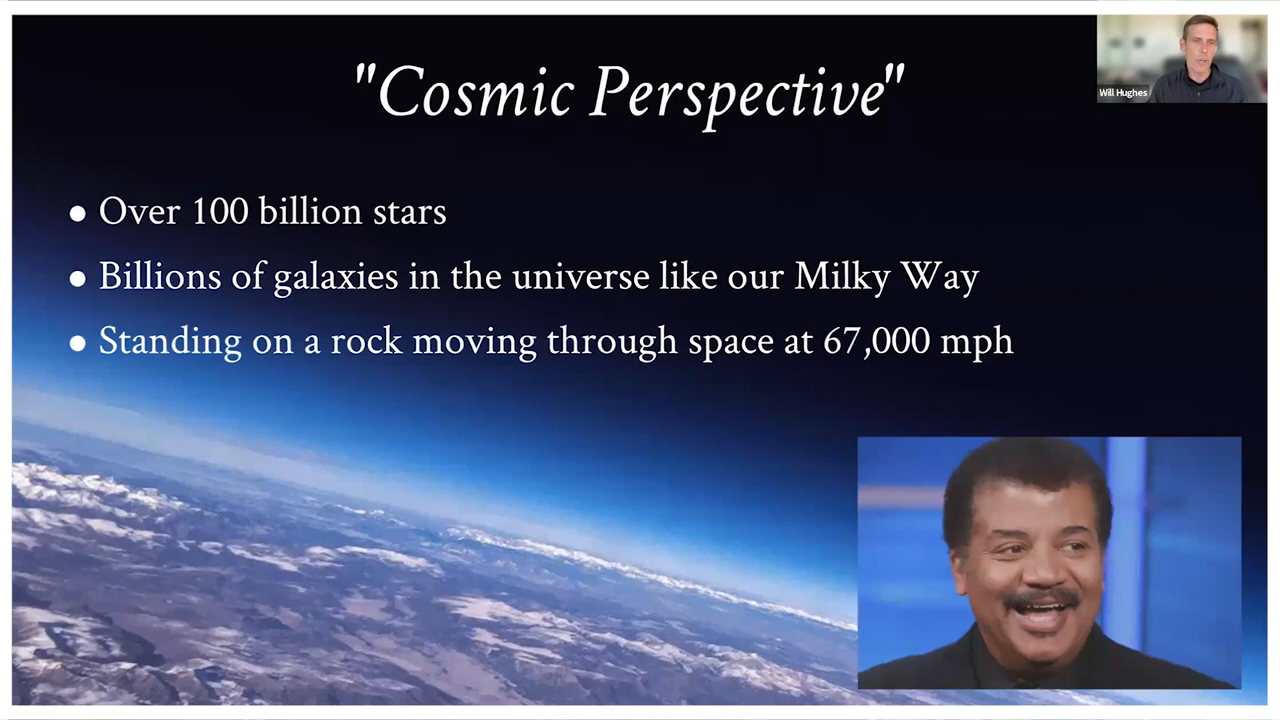 "Cosmic Perspective"
Will Hughes
● Over 100 billion stars
● Billions of galaxies in the universe like our Milky Way
● Standing on a rock moving through space at 67,000 mph